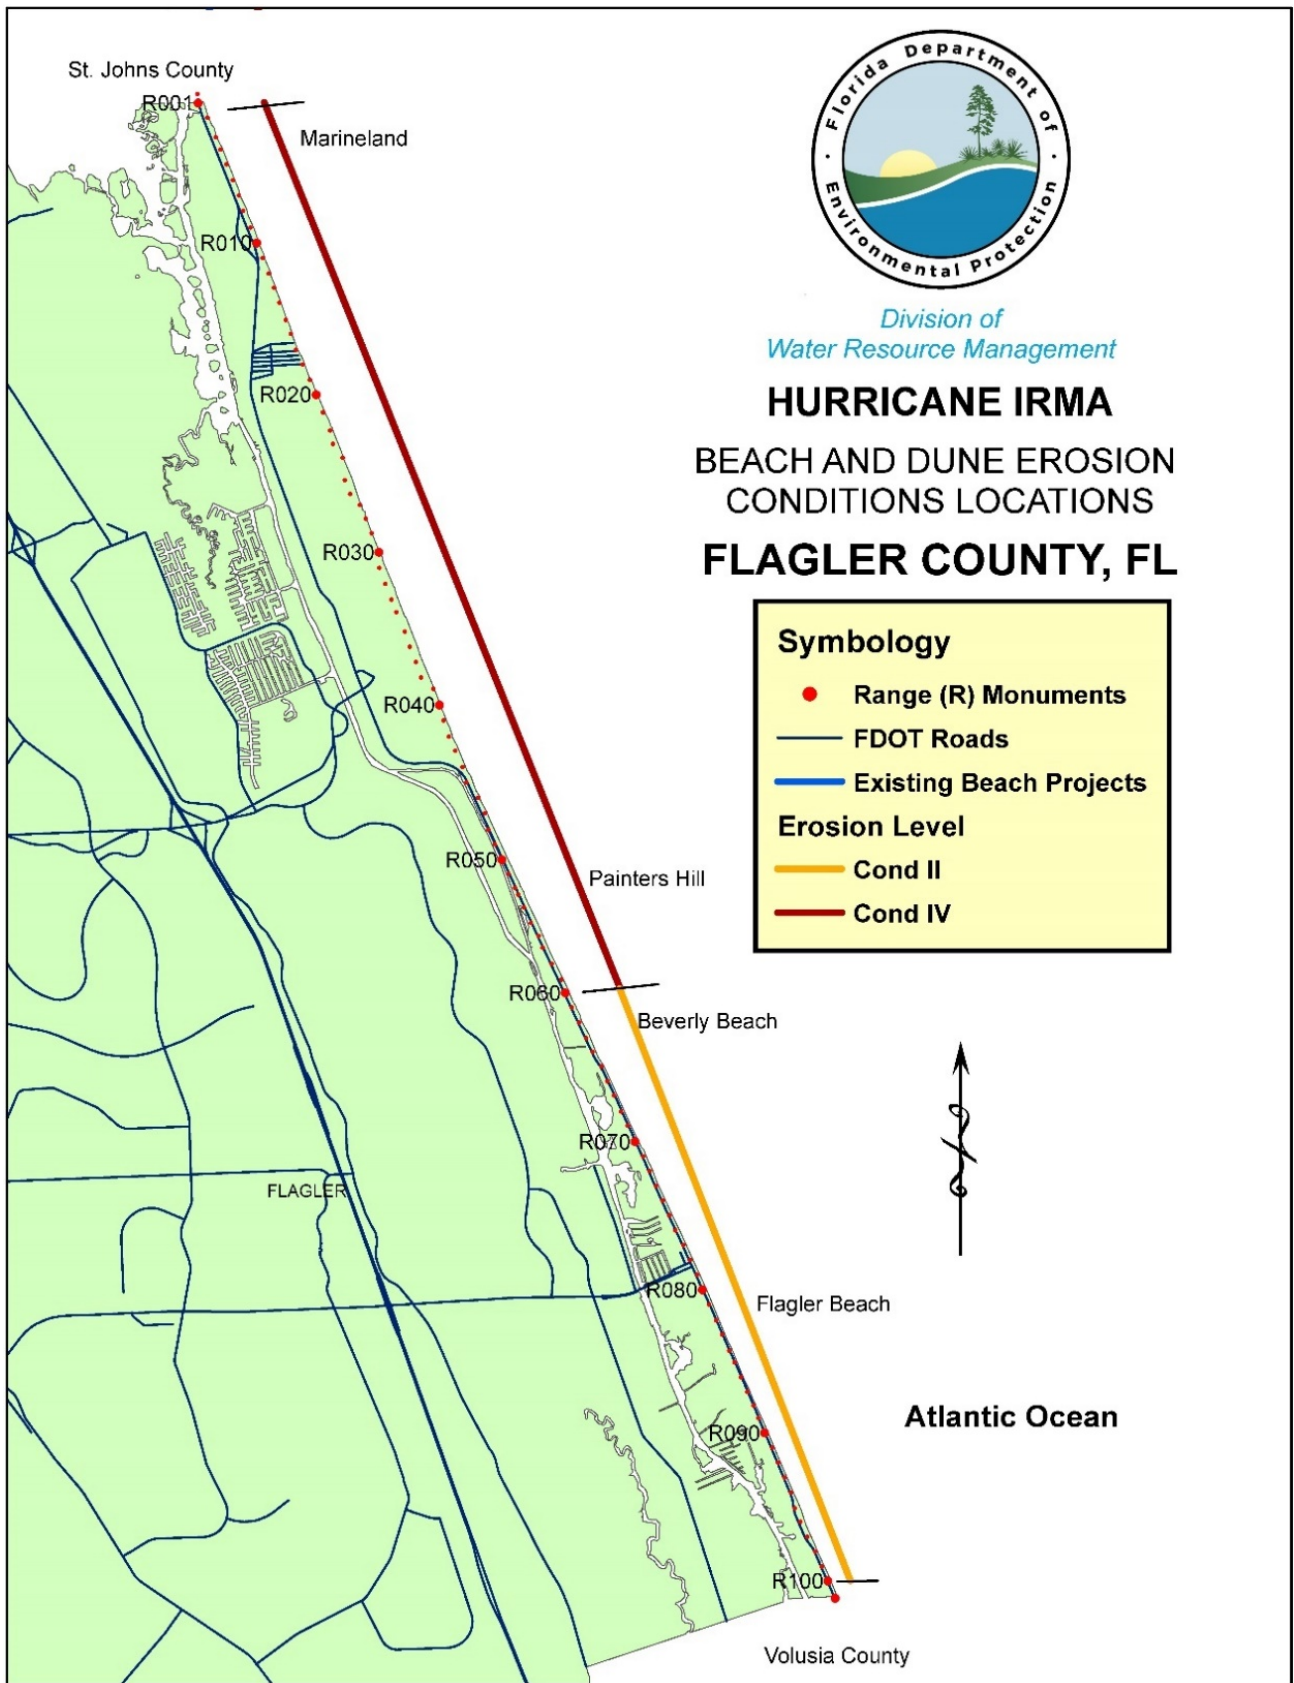 St. Johns County
R001
Marineland
Florida Department of
Environmental Protection
R010
Division of
Water Resource Management
R020
HURRICANE IRMA
BEACH AND DUNE EROSION
CONDITIONS LOCATIONS
R030
FLAGLER COUNTY, FL
Symbology
Range (R) Monuments
R040
FDOT Roads
Existing Beach Projects
Erosion Level
R050
Cond II
Painters Hill
Cond IV
R060
Beverly Beach
R070
FLAGLER
R080
Flagler Beach
Atlantic Ocean
R090
R100
Volusia County